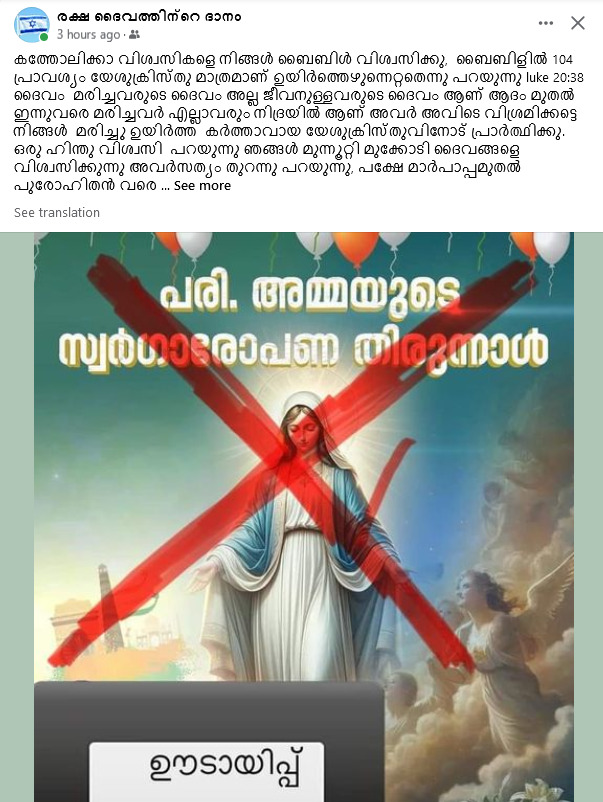 രക്ഷ ദൈവത്തിന്റെ ദാനം
3 hours ago ·
കത്തോലിക്കാ വിശ്വസികളെ നിങ്ങൾ ബൈബിൾ വിശ്വസിക്കൂ, ബൈബിളിൽ 104
പ്രാവശ്യം യേശുക്രിസ്തു മാത്രമാണ് ഉയിർത്തെഴുന്നെറ്റതെന്നു പറയുന്നു luke 20:38
ദൈവം മരിച്ചവരുടെ ദൈവം അല്ല ജീവനുള്ളവരുടെ ദൈവം ആണ് ആദം മുതൽ
ഇന്നുവരെ മരിച്ചവർ എല്ലാവരും നിദ്രയിൽ ആണ് അവർ അവിടെ വിശ്രമിക്കട്ടെ
നിങ്ങൾ മരിച്ചു ഉയിർത്ത കർത്താവായ യേശുക്രിസ്തുവിനോട് പ്രാർത്ഥിക്കു.
ഒരു ഹിന്തു വിശ്വസി പറയുന്നു ഞങ്ങൾ മുന്നൂറ്റി മുക്കോടി ദൈവങ്ങളെ
വിശ്വസിക്കുന്നു അവർസത്യം തുറന്നു പറയുന്നു, പക്ഷേ മാർപാപ്പമുതൽ
പുരോഹിതൻ വരെ ... See more
See translation
പരി. അമ്മയുടെ
സ്വർഗാരോപണ തിരുന്നാൾ
ഊടായിപ്പ്